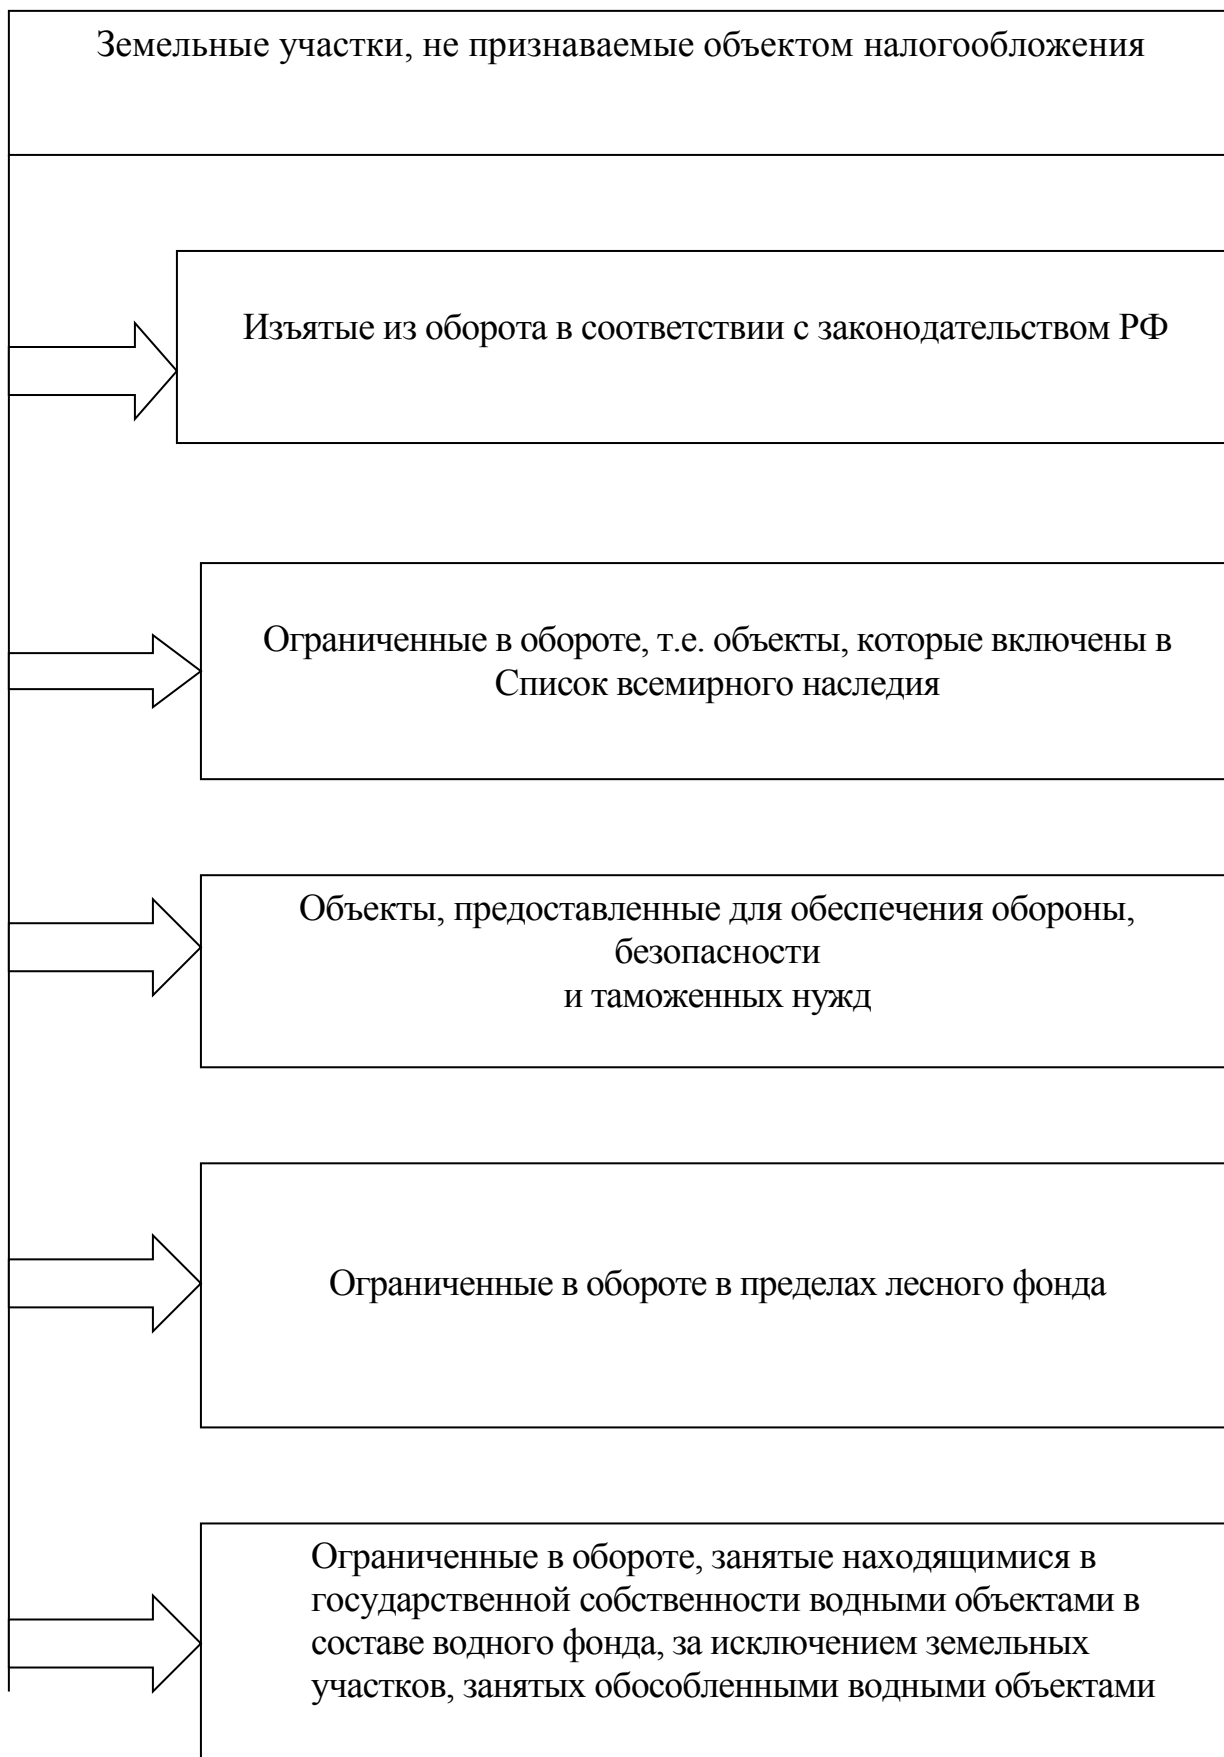 Земельные участки, не признаваемые объектом налогообложения
Изъятые из оборота в соответствии с законодательством РФ
Ограниченные в обороте, т.е. объекты, которые включены в
Список всемирного наследия
Объекты, предоставленные для обеспечения обороны,
безопасности
и таможенных нужд
Ограниченные в обороте в пределах лесного фонда
Ограниченные в обороте, занятые находящимися в
государственной собственности водными объектами в
составе водного фонда, за исключением земельных
участков, занятых обособленными водными объектами